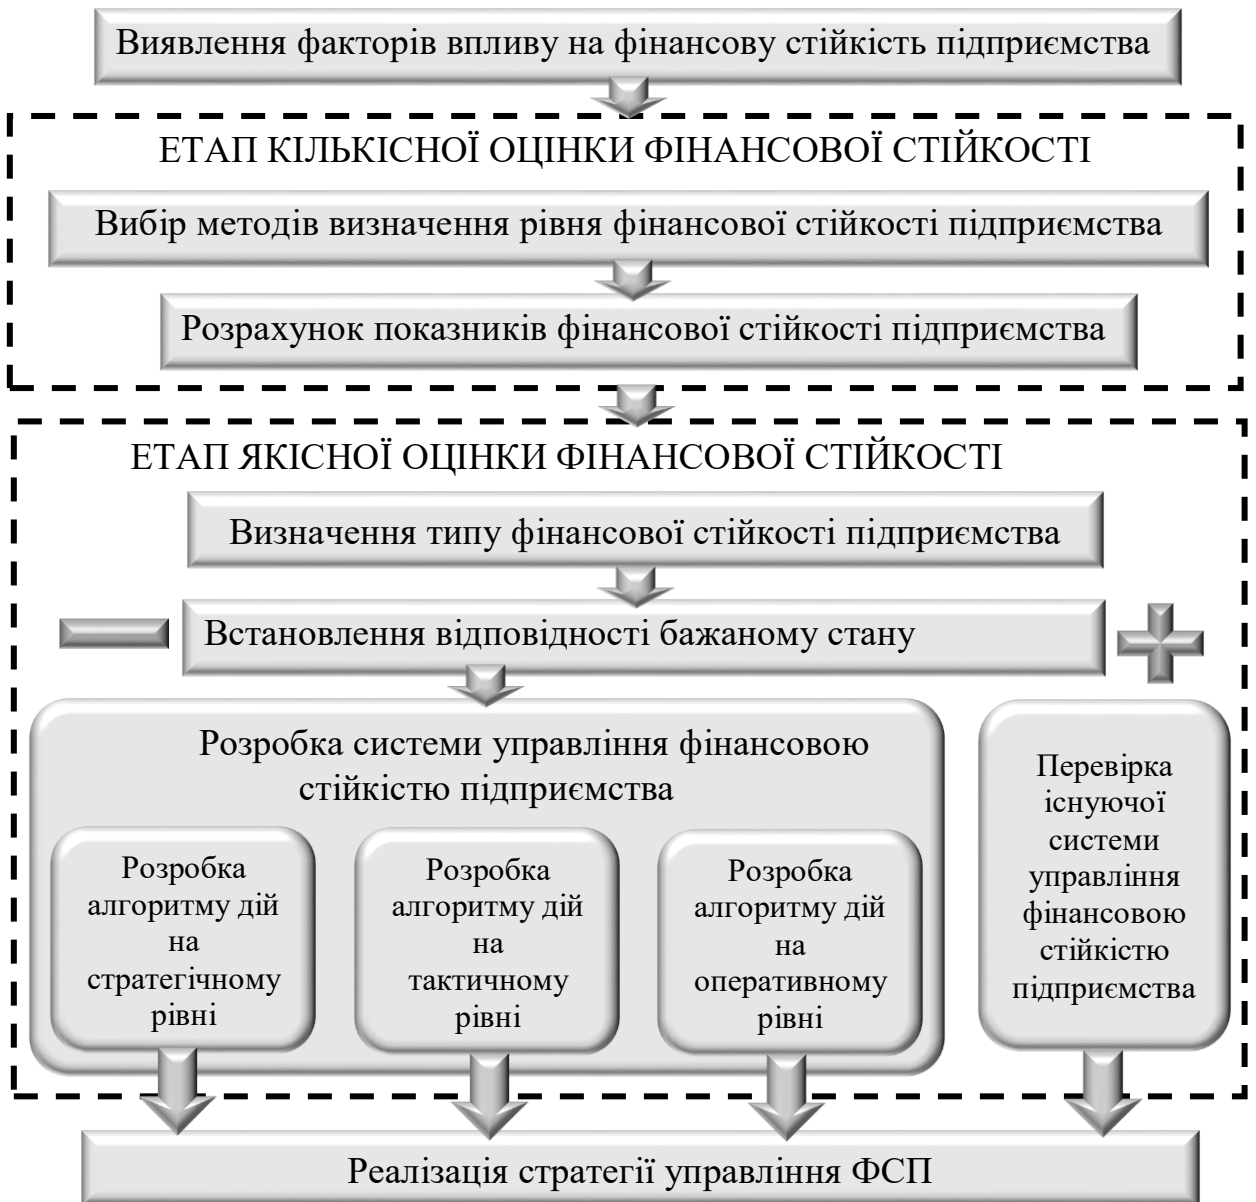 Виявлення факторів впливу на фінансову стійкість підприємства
ЕТАП КІЛЬКІСНОЇ ОЦІНКИ ФІНАНСОВОЇ СТІЙКОСТІ
Вибір методів визначення рівня фінансової стійкості підприємства
Розрахунок показників фінансової стійкості підприємства
ЕТАП ЯКІСНОЇ ОЦІНКИ ФІНАНСОВОЇ СТІЙКОСТІ
Визначення типу фінансової стійкості підприємства
Встановлення відповідності бажаному стану
Розробка системи управління фінансовою
стійкістю підприємства
Розробка
алгоритму дій
на
стратегічному
рівні
Розробка
алгоритму дій
на
тактичному
рівні
Розробка
алгоритму дій
на
оперативному
рівні
Перевірка
існуючої
системи
управління
фінансовою
стійкістю
підприємства
Реалізація стратегії управління ФСП